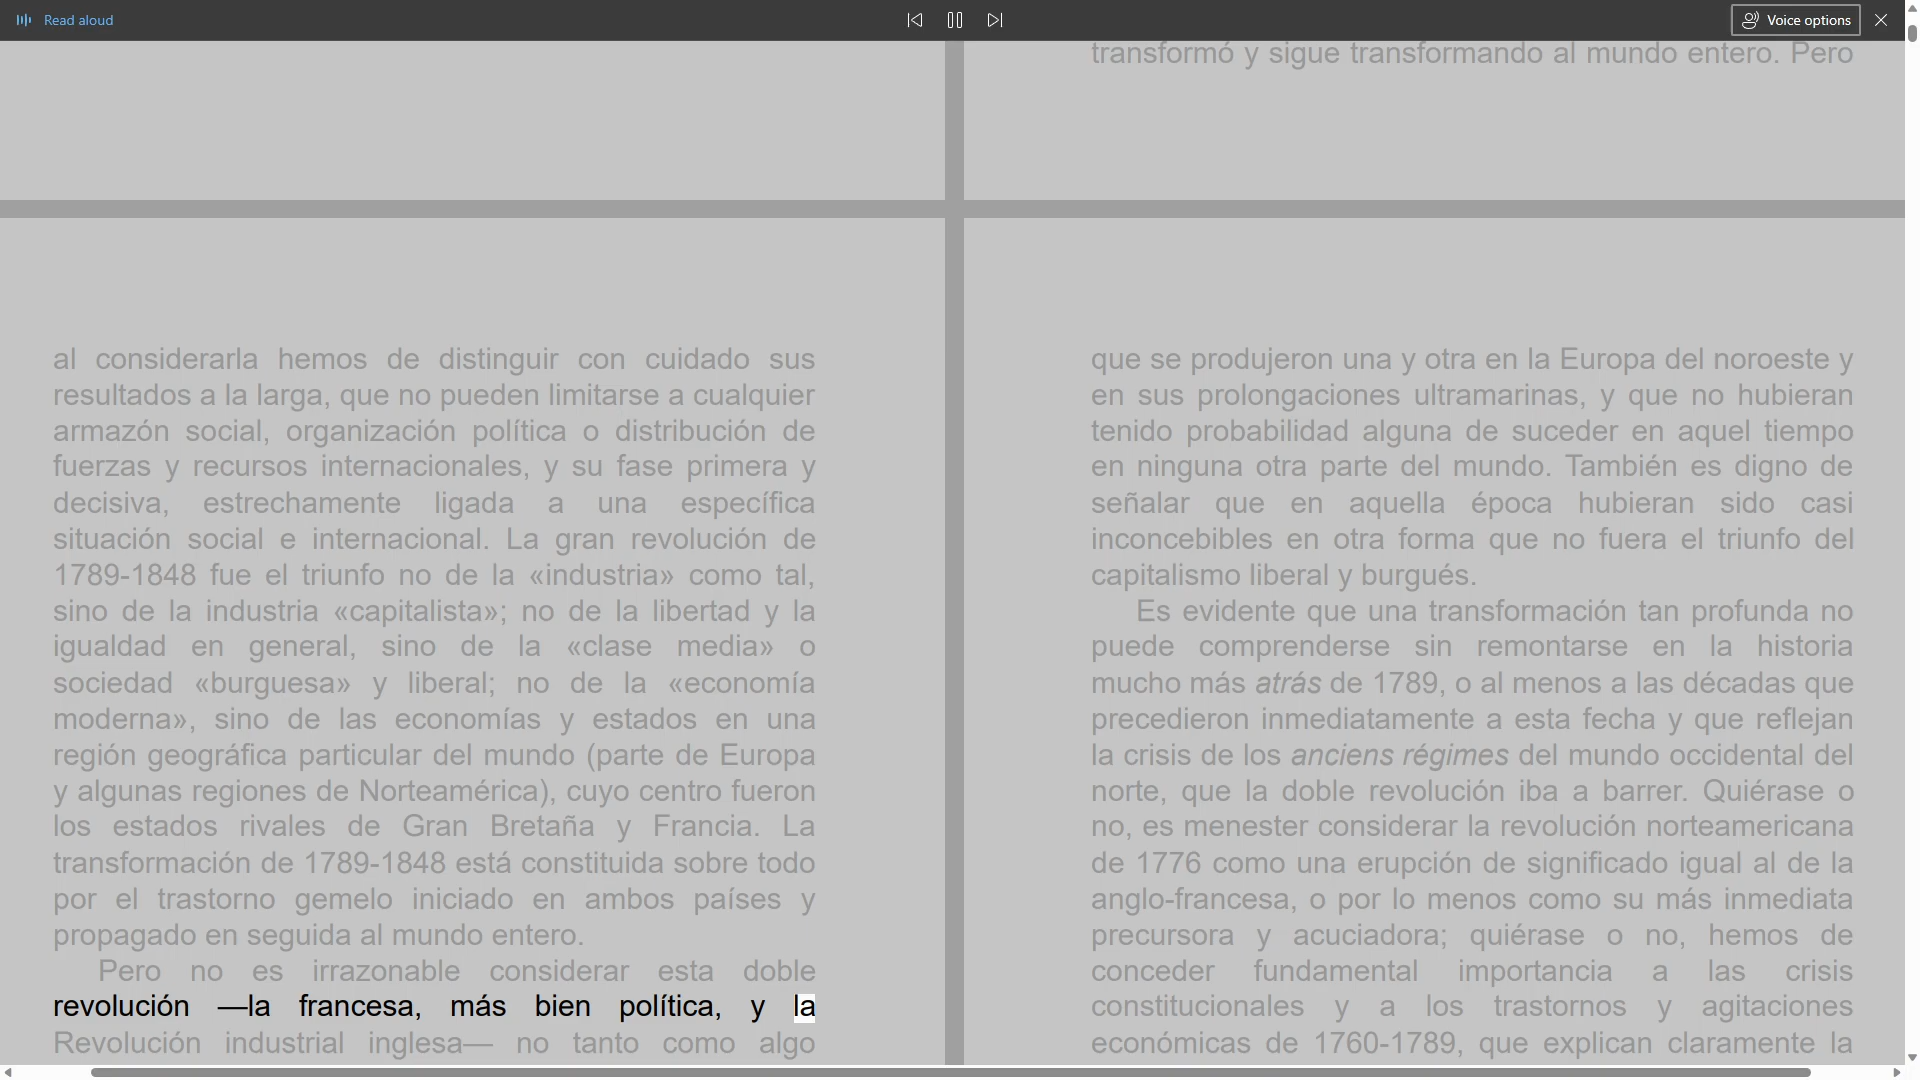 Read aloud
Voice options
transformó y sigue transformando al mundo entero. Pero
al considerarla hemos de distinguir con cuidado sus
resultados a la larga, que no pueden limitarse a cualquier
armazón social, organización política o distribución de
fuerzas y recursos internacionales, y su fase primera y
decisiva, estrechamente ligada a una específica
situación social e internacional. La gran revolución de
1789-1848 fue el triunfo no de la «industria» como tal,
sino de la industria «capitalista»; no de la libertad y la
igualdad en general, sino de la «clase media» o
sociedad «burguesa» y liberal; no de la «economía
moderna», sino de las economías y estados en una
región geográfica particular del mundo (parte de Europa
y algunas regiones de Norteamérica), cuyo centro fueron
los estados rivales de Gran Bretaña y Francia. La
transformación de 1789-1848 está constituida sobre todo
por el trastorno gemelo iniciado en ambos países y
propagado en seguida al mundo entero.
Pero no es irrazonable considerar esta doble
revolución —la francesa, más bien política, y la
Revolución industrial inglesa— no tanto como algo
que se produjeron una y otra en la Europa del noroeste y
en sus prolongaciones ultramarinas, y que no hubieran
tenido probabilidad alguna de suceder en aquel tiempo
en ninguna otra parte del mundo. También es digno de
señalar que en aquella época hubieran sido casi
inconcebibles en otra forma que no fuera el triunfo del
capitalismo liberal y burgués.
Es evidente que una transformación tan profunda no
puede comprenderse sin remontarse en la historia
mucho más atrás de 1789, o al menos a las décadas que
precedieron inmediatamente a esta fecha y que reflejan
la crisis de los anciens régimes del mundo occidental del
norte, que la doble revolución iba a barrer. Quiérase o
no, es menester considerar la revolución norteamericana
de 1776 como una erupción de significado igual al de la
anglo-francesa, o por lo menos como su más inmediata
precursora y acuciadora; quiérase o no, hemos de
conceder fundamental importancia a las crisis
constitucionales y a los trastornos y agitaciones
económicas de 1760-1789, que explican claramente la